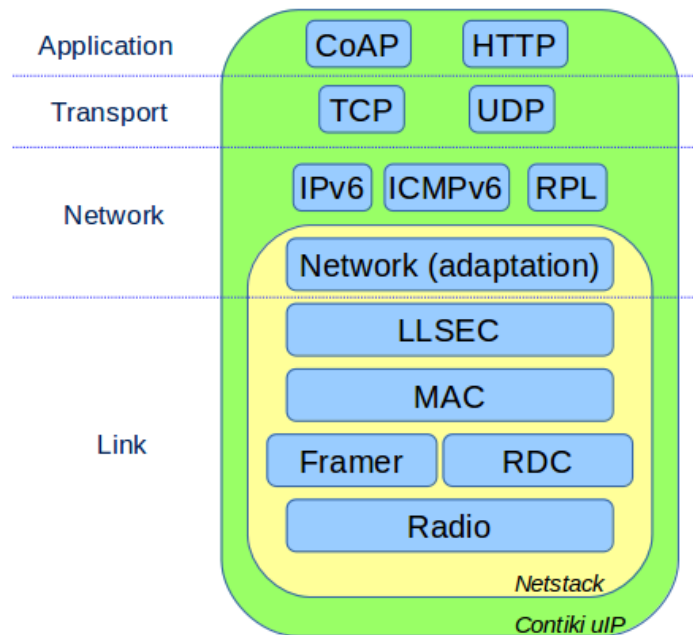 Application
CoAP
HTTP
Transport
TCP
UDP
Network
IPv6
ICMPv6
RPL
Network (adaptation)
Link
LLSEC
MAC
Framer
RDC
Radio
Netstack
Contiki uIP